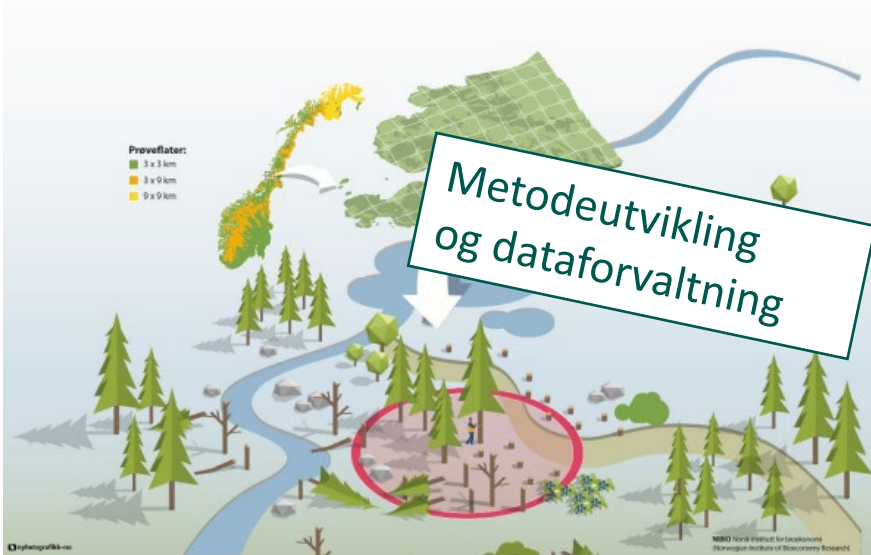 Prøveflater:
3 x 3 km
3 x 9 km
9 x 9 km
Metodeutvikling
og dataforvaltning
nyhetsgrafikk.no
NIBIO Norsk institutt for bioøkonomi
(Norwegian Institute of Bioeconomy Research)